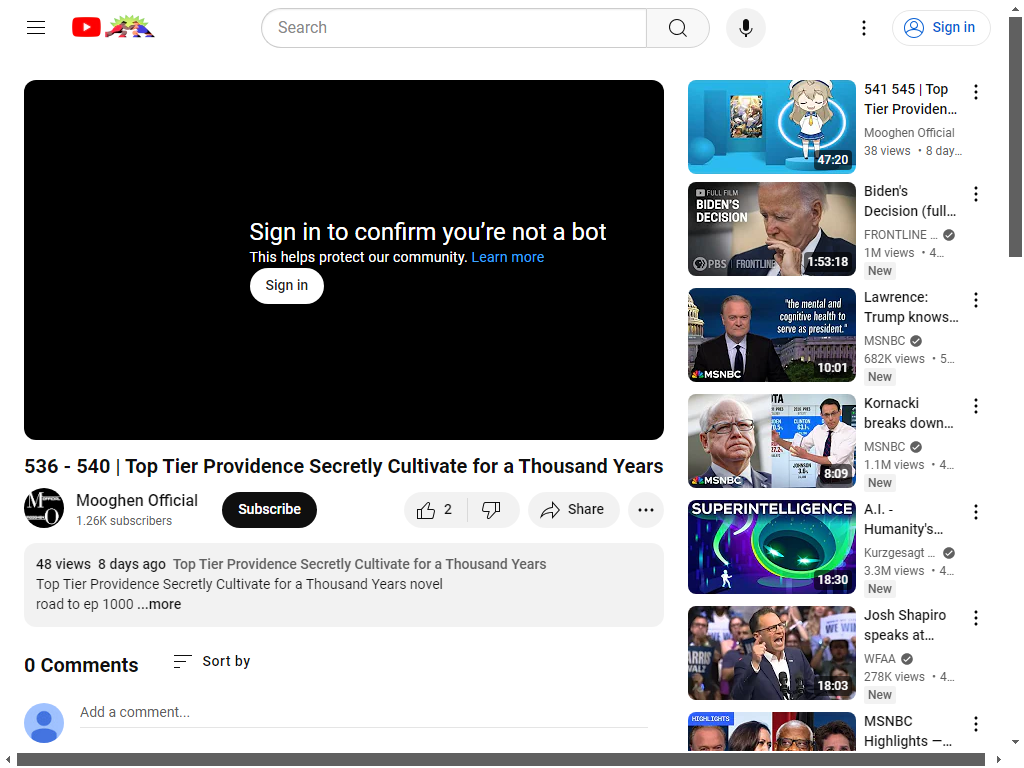 Search
Sign in
Sign in to confirm you’re not a bot
This helps protect our community. Learn more
Sign in
536 - 540 | Top Tier Providence Secretly Cultivate for a Thousand Years
Mooghen Official
1.26K subscribers
Subscribe
2
Share
48 views 8 days ago Top Tier Providence Secretly Cultivate for a Thousand Years
Top Tier Providence Secretly Cultivate for a Thousand Years novel
road to ep 1000 ...more
0 Comments
Sort by
Add a comment...
47:20
541 545 | Top
Tier Providen…
Mooghen Official
38 views • 8 day…
FULL FILM
BIDEN'S
DECISION
PBS | FRONTLINE
1:53:18
Biden's
Decision (full…
FRONTLINE …
1M views • 4…
New
"the mental and
cognitive health to
serve as president."
MSNBC
10:01
Lawrence:
Trump knows…
MSNBC
682K views • 5…
New
MSNBC
8:09
Kornacki
breaks down…
MSNBC
1.1M views • 4…
New
SUPERINTELLIGENCE
18:30
A.I. -
Humanity's…
Kurzgesagt …
3.3M views • 4…
New
18:03
Josh Shapiro
speaks at…
WFAA
278K views • 4…
New
HIGHLIGHTS
MSNBC
Highlights —…